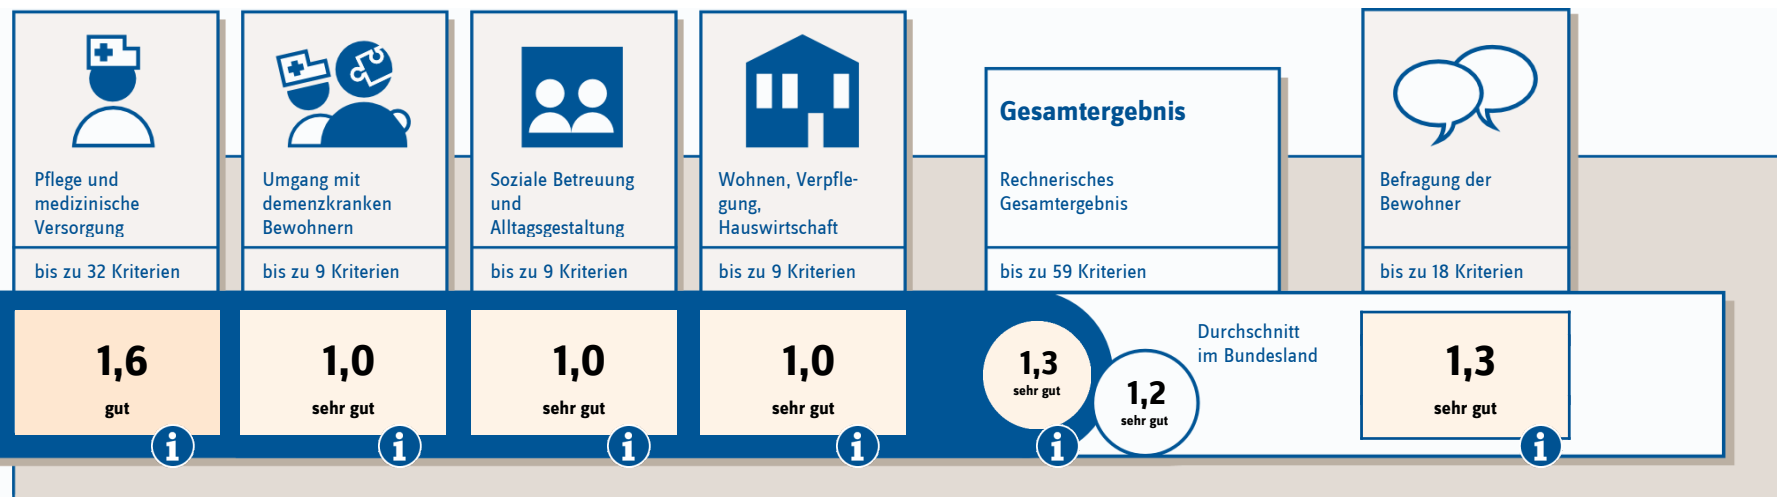 Pflege und
medizinische
Versorgung
bis zu 32 Kriterien
1,6
gut
Umgang mit
demenzkranken
Bewohnern
bis zu 9 Kriterien
1,0
sehr gut
Soziale Betreuung
und
Alltagsgestaltung
bis zu 9 Kriterien
1,0
sehr gut
Wohnen, Verpfle-
gung,
Hauswirtschaft
bis zu 9 Kriterien
1,0
sehr gut
Gesamtergebnis
Rechnerisches
Gesamtergebnis
bis zu 59 Kriterien
1,3
sehr gut
1,2
sehr gut
Durchschnitt
im Bundesland
Befragung der
Bewohner
bis zu 18 Kriterien
1,3
sehr gut